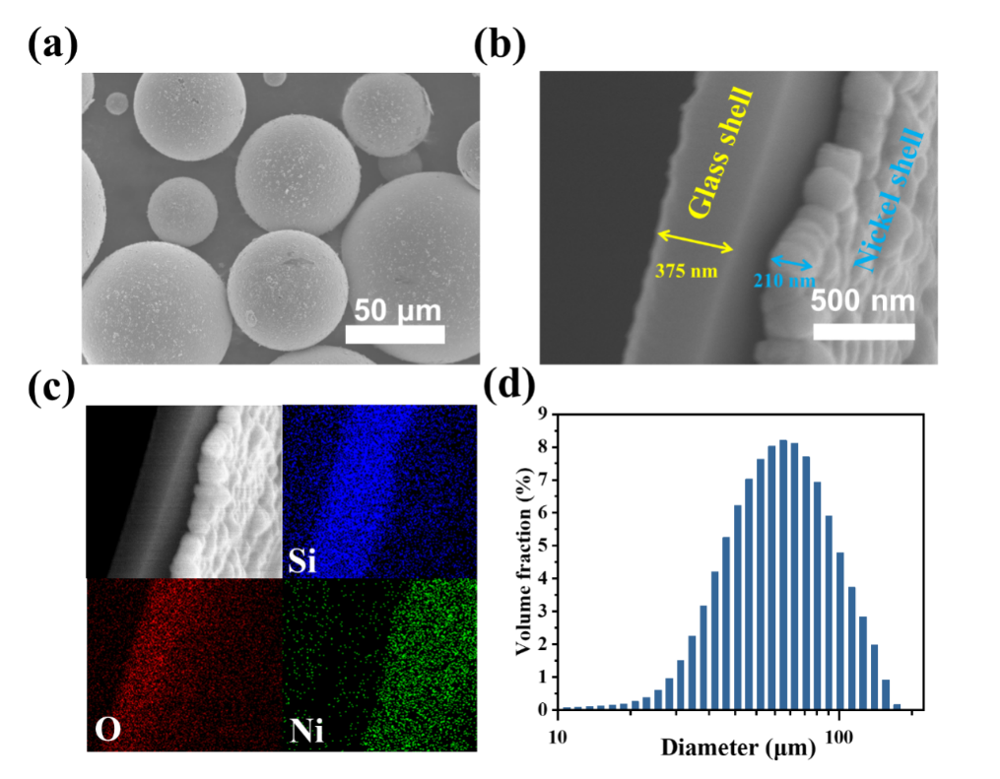 (a)
50 μm
(b)
Glass shell
Nickel shell
375 nm
210 nm
500 nm
(c)
Si
O
Ni
(d)
9
8
7
6
5
4
3
2
1
0
Volume fraction (%)
10
100
Diameter (μm)